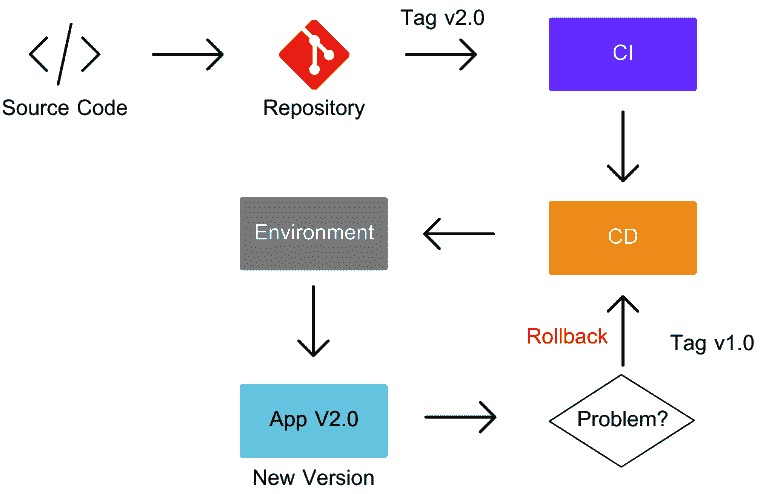 Tag v2.0
</>
CI
Source Code
Repository
Environment
CD
Rollback
Tag v1.0
App V2.0
Problem?
New Version